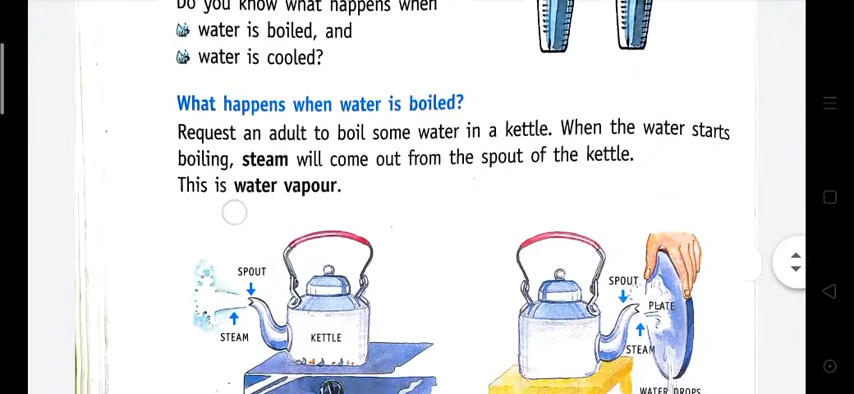 Do you know what happens when
water is boiled, and
water is cooled?
What happens when water is boiled?
Request an adult to boil some water in a kettle. When the water starts
boiling, steam will come out from the spout of the kettle.
This is water vapour.
SPOUT
STEAM
KETTLE
SPOUT
PLATE
STEAM
WATER DROPS